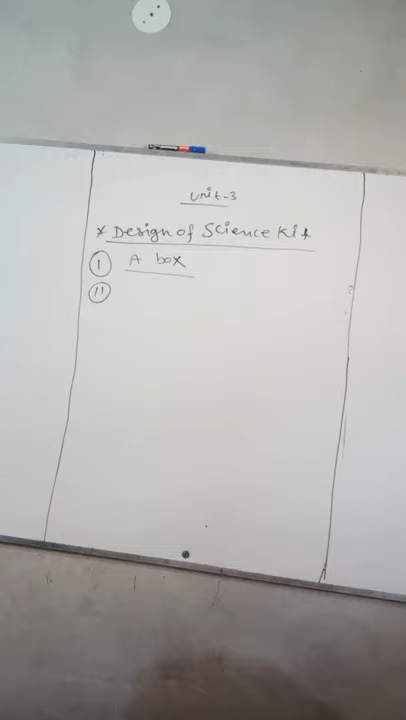 Unit-3
* Design of Science Kit
(I) A box
(II)